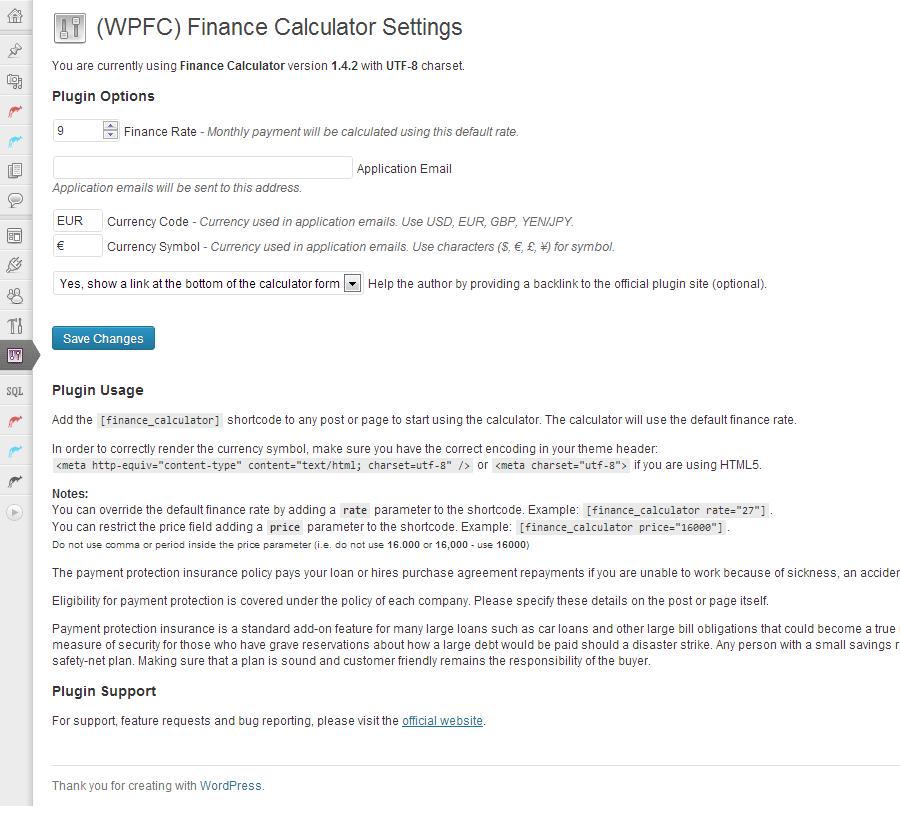 (WPFC) Finance Calculator Settings
You are currently using Finance Calculator version 1.4.2 with UTF-8 charset.
Plugin Options
9 Finance Rate - Monthly payment will be calculated using this default rate.
Application Email
Application emails will be sent to this address.
EUR Currency Code - Currency used in application emails. Use USD, EUR, GBP, YEN/JPY.
€ Currency Symbol - Currency used in application emails. Use characters ($, €, £, ¥) for symbol.
Yes, show a link at the bottom of the calculator form Help the author by providing a backlink to the official plugin site (optional).
Save Changes
SQL
Plugin Usage
Add the [finance_calculator] shortcode to any post or page to start using the calculator. The calculator will use the default finance rate.
In order to correctly render the currency symbol, make sure you have the correct encoding in your theme header:
<meta http-equiv="content-type" content="text/html; charset=utf-8" /> or <meta charset="utf-8"> if you are using HTML5.
Notes:
You can override the default finance rate by adding a rate parameter to the shortcode. Example: [finance_calculator rate="27"].
You can restrict the price field adding a price parameter to the shortcode. Example: [finance_calculator price="16000"].
Do not use comma or period inside the price parameter (i.e. do not use 16.000 or 16,000 - use 16000)
The payment protection insurance policy pays your loan or hires purchase agreement repayments if you are unable to work because of sickness, an acciden
Eligibility for payment protection is covered under the policy of each company. Please specify these details on the post or page itself.
Payment protection insurance is a standard add-on feature for many large loans such as car loans and other large bill obligations that could become a true
measure of security for those who have grave reservations about how a large debt would be paid should a disaster strike. Any person with a small savings r
safety-net plan. Making sure that a plan is sound and customer friendly remains the responsibility of the buyer.
Plugin Support
For support, feature requests and bug reporting, please visit the official website.
Thank you for creating with WordPress.